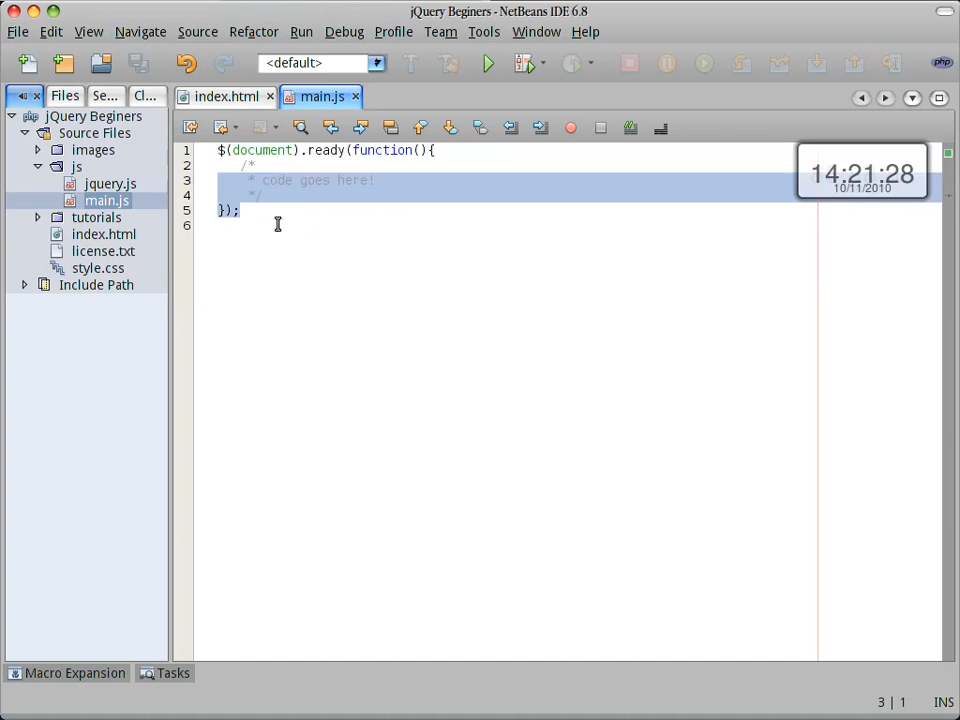 jQuery Beginers - NetBeans IDE 6.8
File Edit View Navigate Source Refactor Run Debug Profile Team Tools Window Help
<default>
php
Files Se... Cl... index.html main.js
jQuery Beginers
Source Files
images
js
jquery.js
main.js
tutorials
index.html
license.txt
style.css
Include Path
1 $(document).ready(function(){
2 /*
3 * code goes here!
4 */
5 });
6
14:21:28
10/11/2010
Macro Expansion Tasks
3 | 1 INS